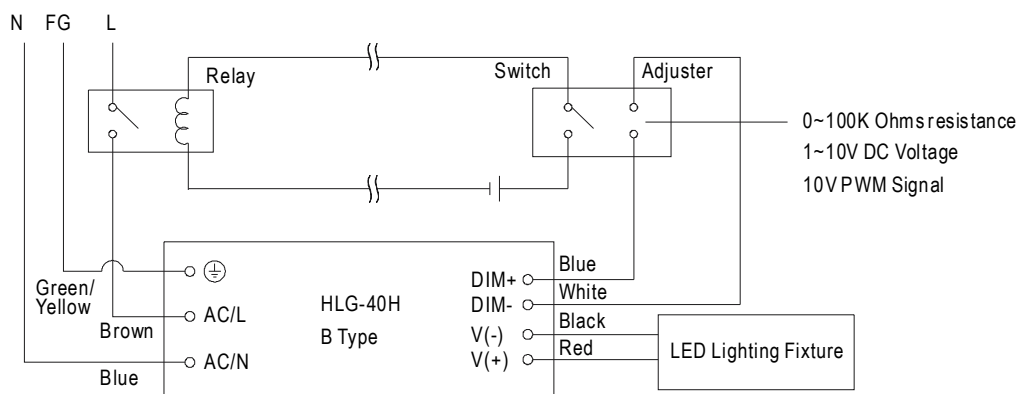 N FG L
Relay
Switch
Adjuster
0~100K Ohms resistance
1~10V DC Voltage
10V PWM Signal
Green/
Yellow
Brown
Blue
AC/L
AC/N
HLG-40H
B Type
DIM+
DIM-
V(-)
V(+)
Blue
White
Black
Red
LED Lighting Fixture